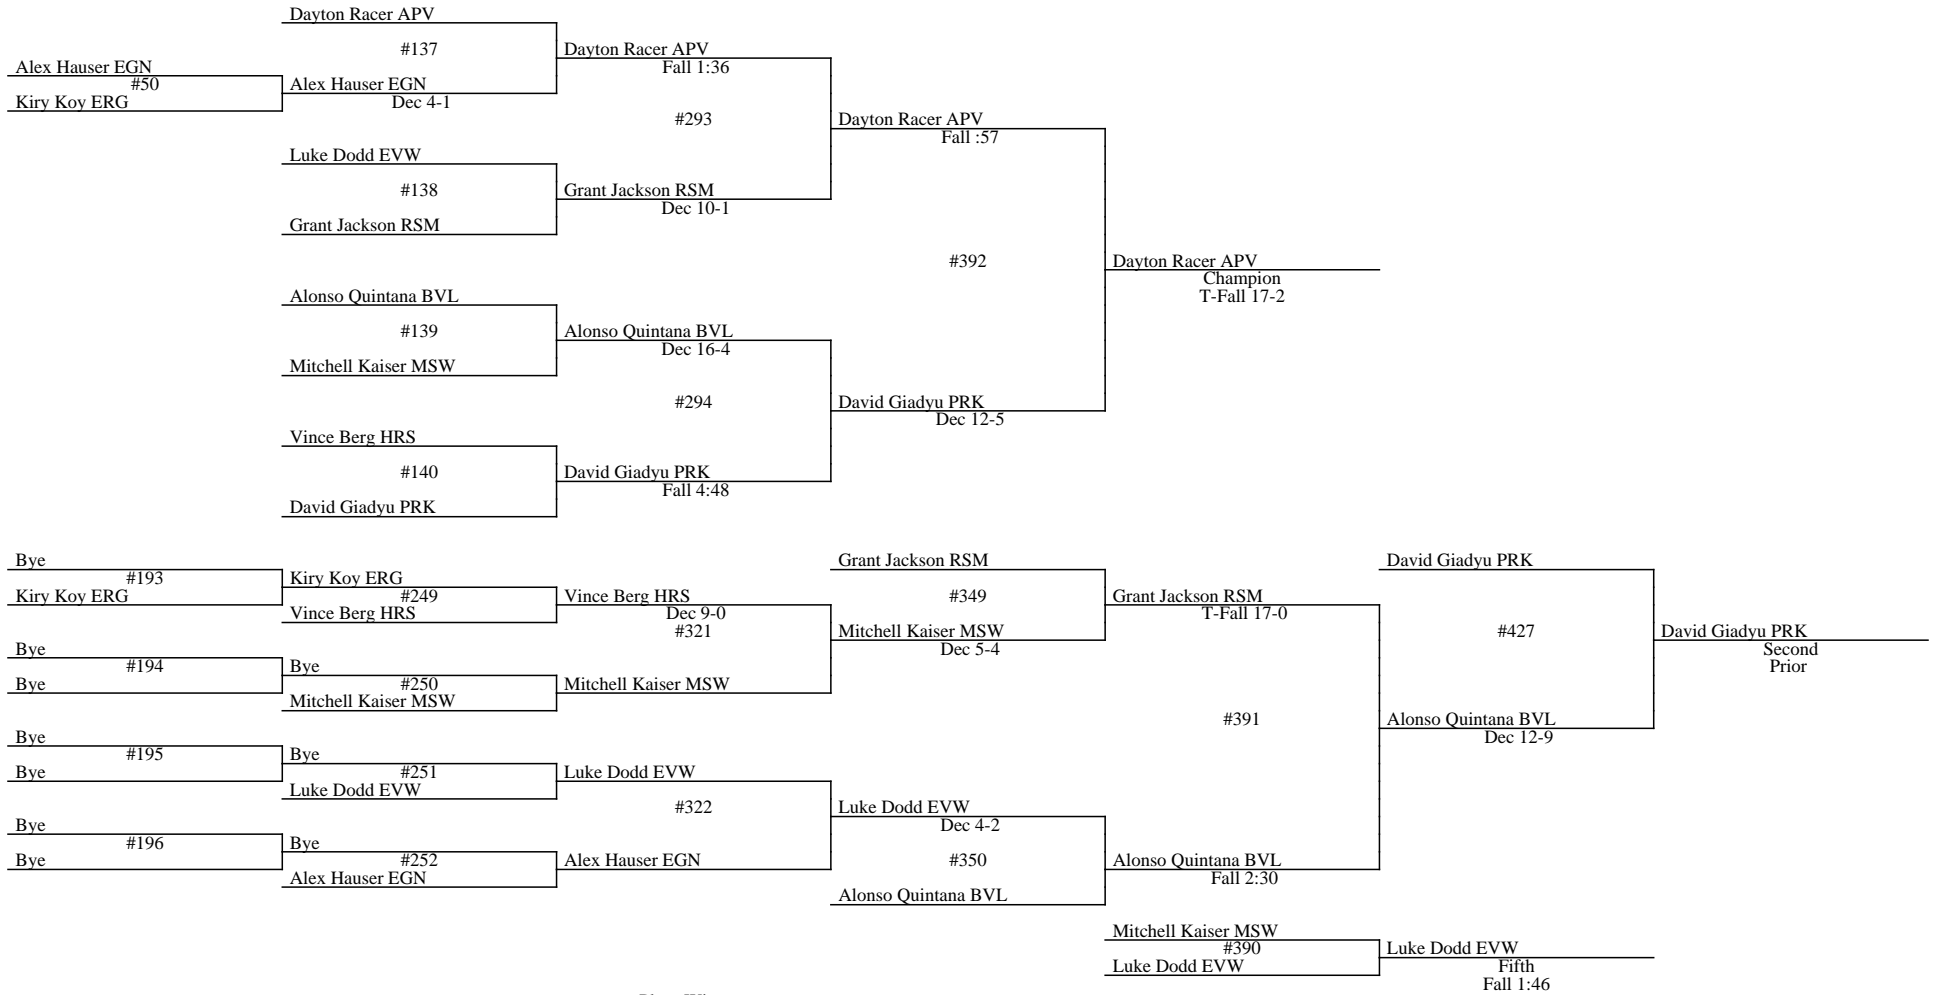 Dayton Racer APV
#137
Dayton Racer APV
Fall 1:36
Alex Hauser EGN
#50
Kiry Koy ERG
Alex Hauser EGN
Dec 4-1
#293
Dayton Racer APV
Fall :57
Luke Dodd EVW
#138
Grant Jackson RSM
Dec 10-1
Grant Jackson RSM
#392
Dayton Racer APV
Champion
T-Fall 17-2
Alonso Quintana BVL
#139
Alonso Quintana BVL
Dec 16-4
Mitchell Kaiser MSW
#294
David Giadyu PRK
Dec 12-5
Vince Berg HRS
#140
David Giadyu PRK
Fall 4:48
David Giadyu PRK
Bye
#193
Kiry Koy ERG
Kiry Koy ERG
#249
Vince Berg HRS
Vince Berg HRS
Dec 9-0
#321
Grant Jackson RSM
#349
Mitchell Kaiser MSW
Dec 5-4
Grant Jackson RSM
T-Fall 17-0
David Giadyu PRK
#427
David Giadyu PRK
Second
Prior
Bye
#194
Bye
Bye
#250
Mitchell Kaiser MSW
Mitchell Kaiser MSW
#391
Alonso Quintana BVL
Dec 12-9
Bye
#195
Bye
Bye
#251
Luke Dodd EVW
Luke Dodd EVW
#322
Luke Dodd EVW
Dec 4-2
Bye
#196
Bye
Bye
#252
Alex Hauser EGN
Alex Hauser EGN
#350
Alonso Quintana BVL
Alonso Quintana BVL
Fall 2:30
Mitchell Kaiser MSW
#390
Luke Dodd EVW
Luke Dodd EVW
Fifth
Fall 1:46